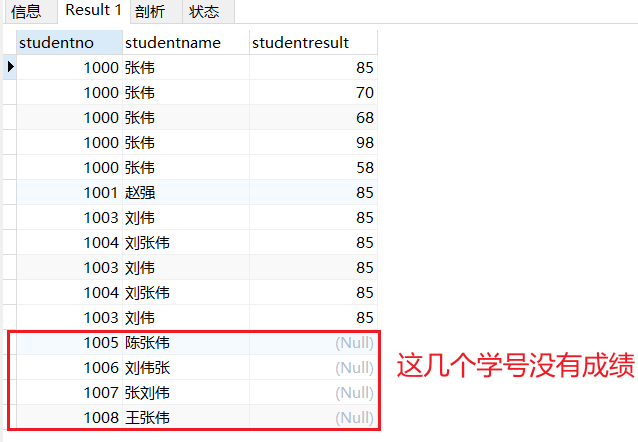 信息 Result 1 剖析 状态
studentno studentname studentresult
1000 张伟 85
1000 张伟 70
1000 张伟 68
1000 张伟 98
1000 张伟 58
1001 赵强 85
1003 刘伟 85
1004 刘张伟 85
1003 刘伟 85
1004 刘张伟 85
1003 刘伟 85
1005 陈张伟 (Null)
1006 刘伟张 (Null)
1007 张刘伟 (Null)
1008 王张伟 (Null)
这几个学号没有成绩